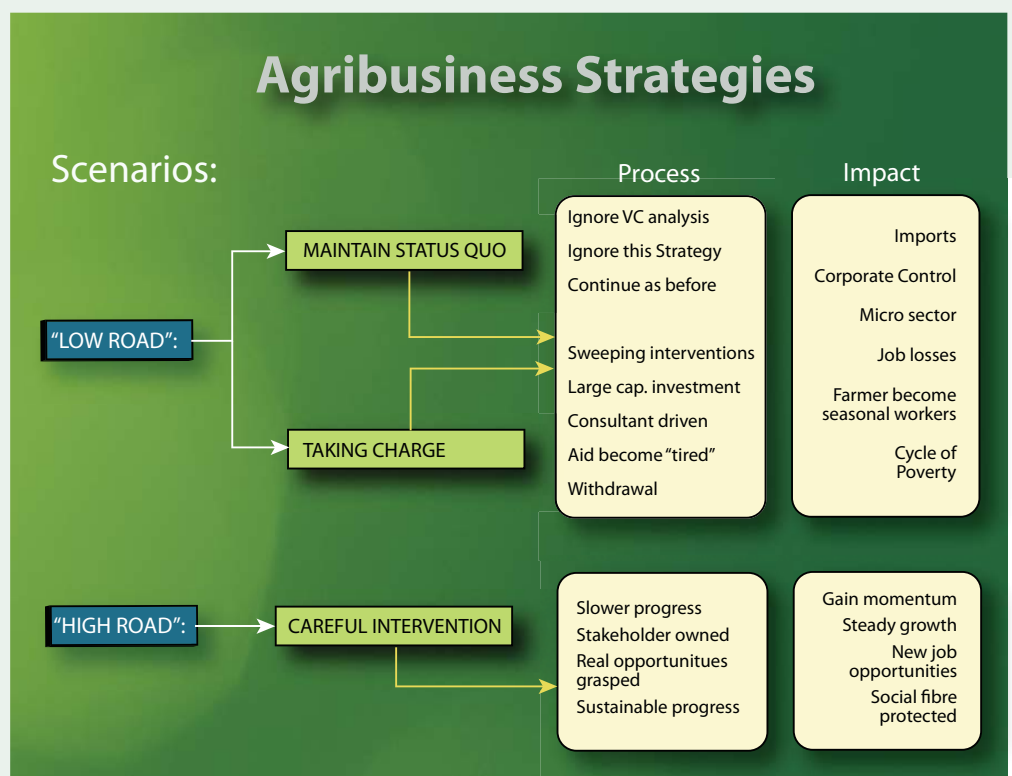 Agribusiness Strategies
Scenarios:
Process
Impact
"LOW ROAD":
MAINTAIN STATUS QUO
TAKING CHARGE
Ignore VC analysis
Ignore this Strategy
Continue as before
Sweeping interventions
Large cap. investment
Consultant driven
Aid become “tired”
Withdrawal
Imports
Corporate Control
Micro sector
Job losses
Farmer become
seasonal workers
Cycle of
Poverty
"HIGH ROAD":
CAREFUL INTERVENTION
Slower progress
Stakeholder owned
Real opportunitues
grasped
Sustainable progress
Gain momentum
Steady growth
New job
opportunities
Social fibre
protected